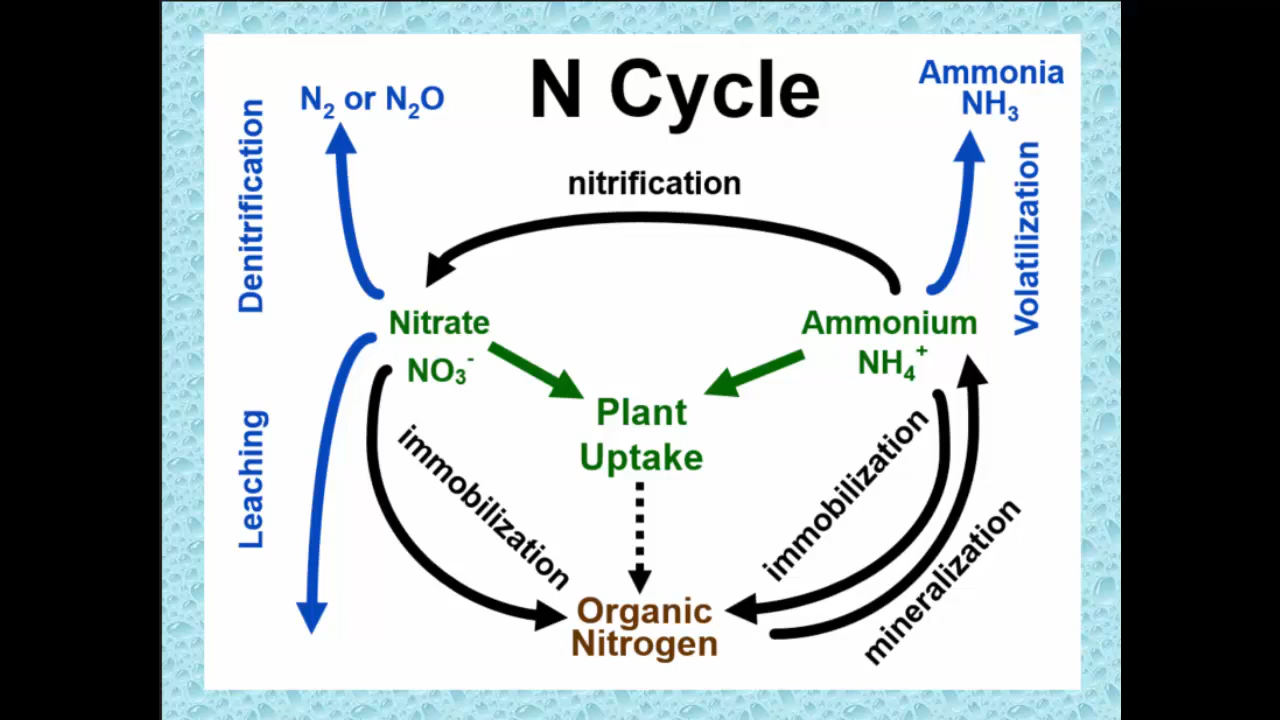 N Cycle
N₂ or N₂O
Ammonia
NH₃
Denitrification
nitrification
Volatilization
Nitrate
NO₃⁻
Ammonium
NH₄⁺
Plant
Uptake
Leaching
immobilization
immobilization
mineralization
Organic
Nitrogen